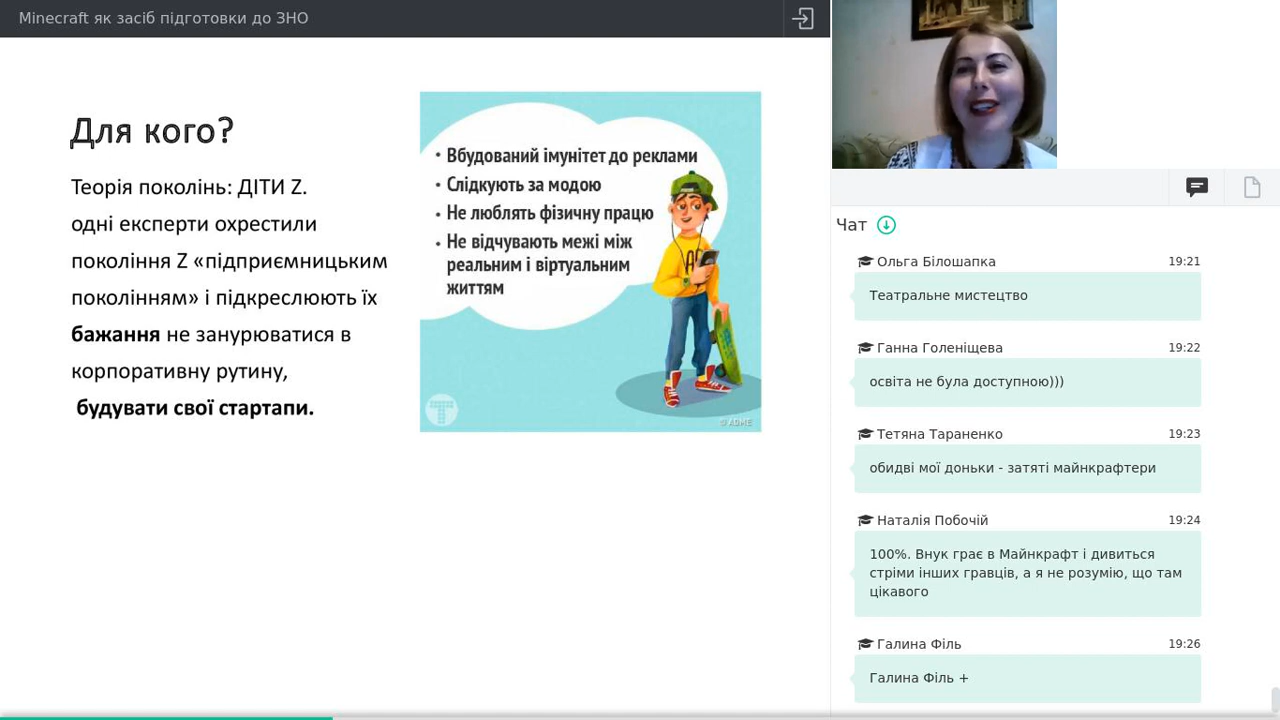 Minecraft як засіб підготовки до ЗНО
Для кого?
Теорія поколінь: ДІТИ Z.
одні експерти охрестили
покоління Z «підприємницьким
поколінням» і підкреслюють їх
бажання не занурюватися в
корпоративну рутину,
будувати свої стартапи.
• Вбудований імунітет до реклами
• Слідкують за модою
• Не люблять фізичну працю
• Не відчувають межі між
реальним і віртуальним
життям
© ADME
Чат
Ольга Білошапка 19:21
Театральне мистецтво
Ганна Голеніщева 19:22
освіта не була доступною)))
Тетяна Тараненко 19:23
обидві мої доньки - затяті майнкрафтери
Наталія Побочій 19:24
100%. Внук грає в Майнкрафт і дивиться
стріми інших гравців, а я не розумію, що там
цікавого
Галина Філь 19:26
Галина Філь +